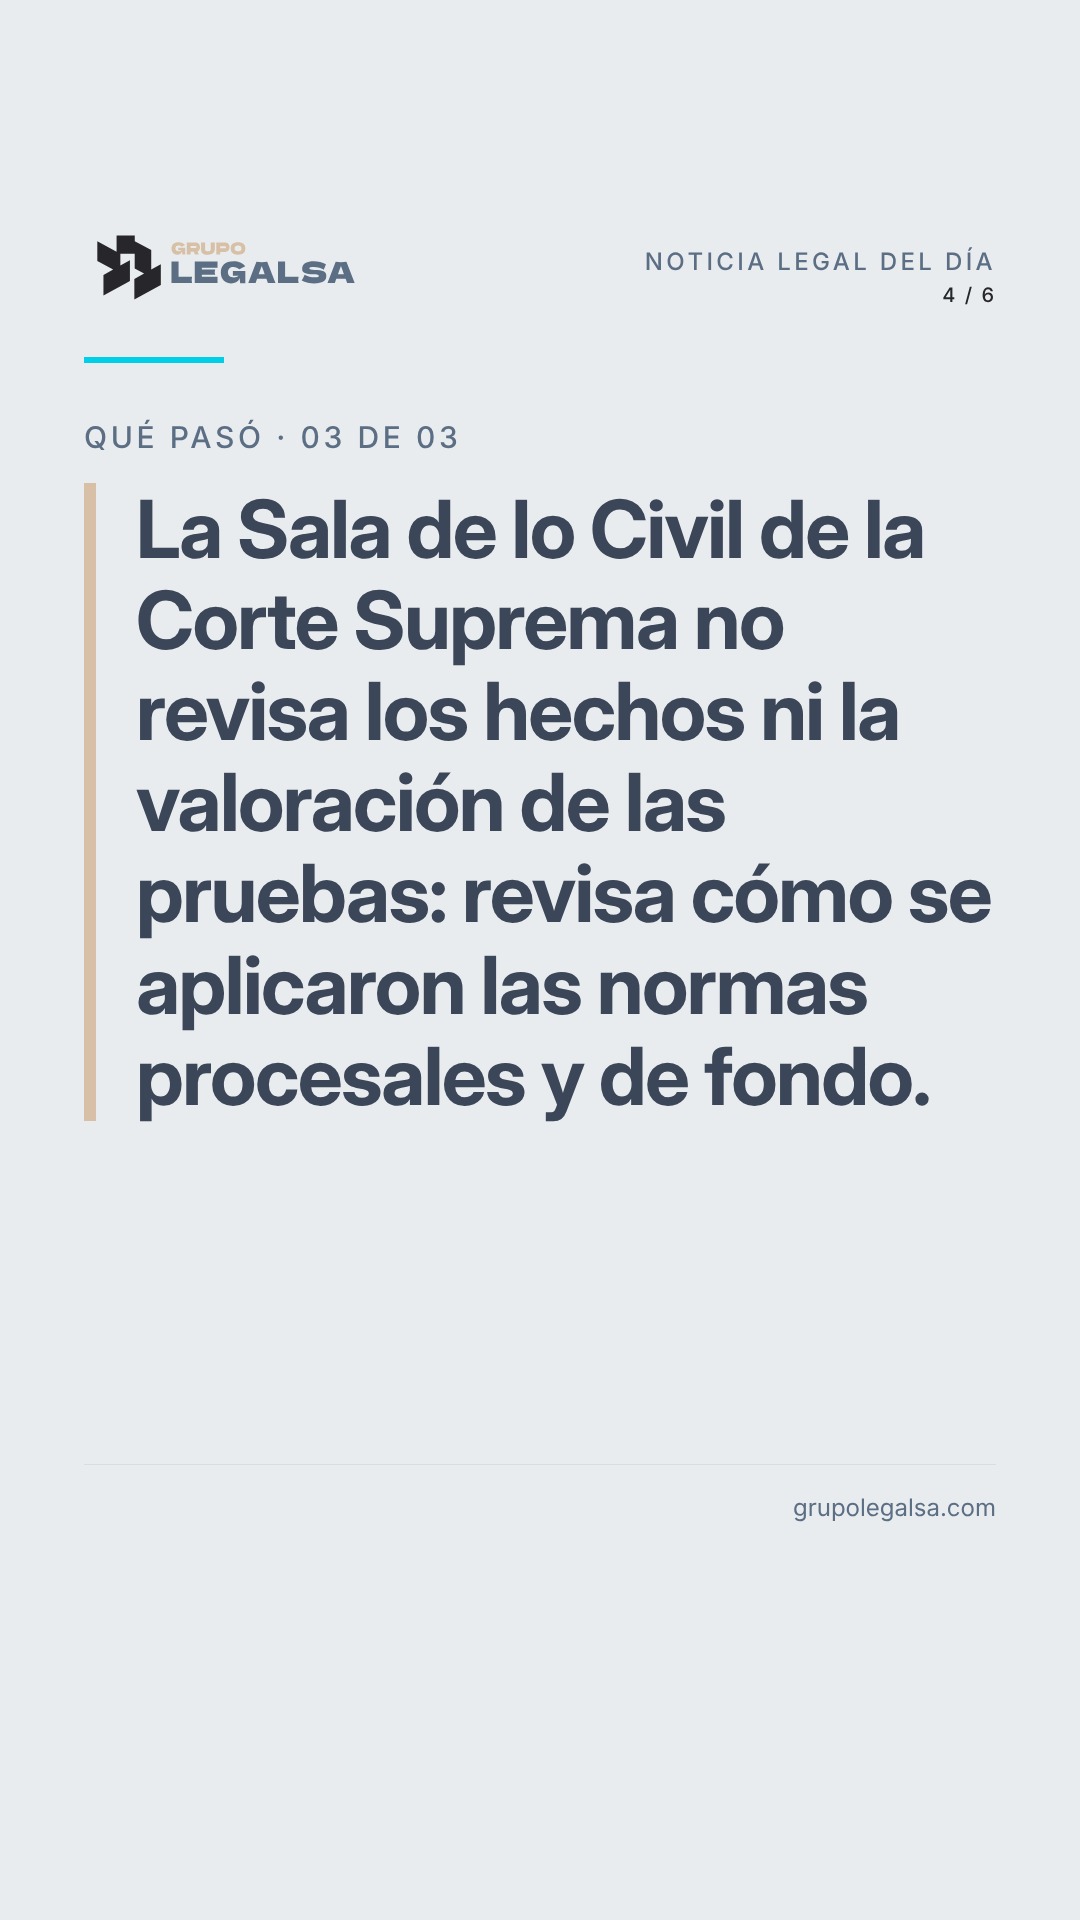 GRUPO
LEGALSA
NOTICIA LEGAL DEL DÍA
4 / 6
QUÉ PASÓ · 03 DE 03
La Sala de lo Civil de la
Corte Suprema no
revisa los hechos ni la
valoración de las
pruebas: revisa cómo se
aplicaron las normas
procesales y de fondo.
grupolegalsa.com